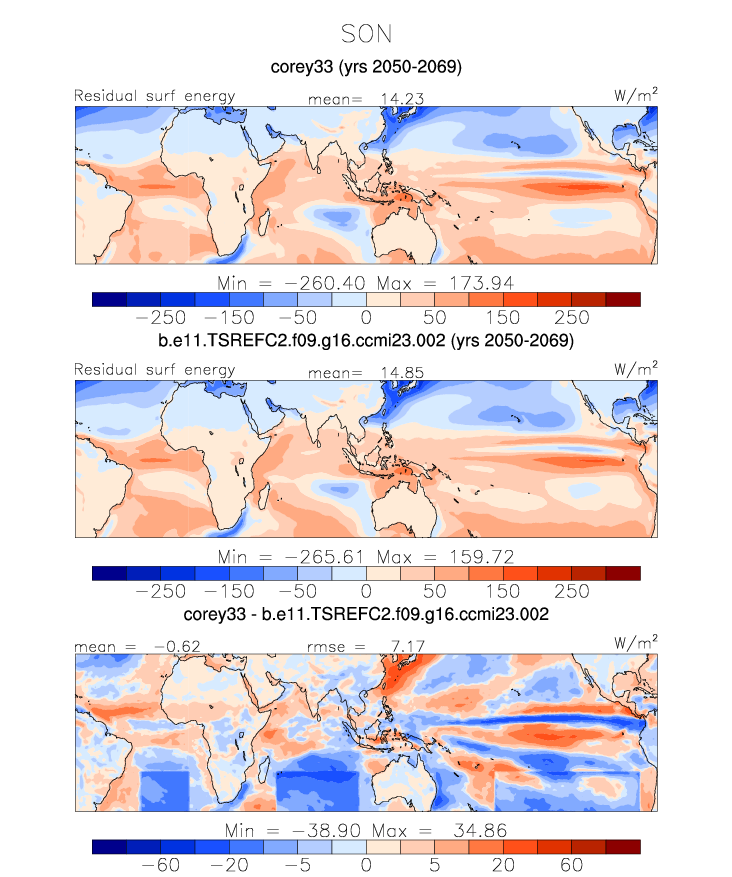 SON
corey33 (yrs 2050-2069)
Residual surf energy mean= 14.23 W/m²
Min = −260.40 Max = 173.94
−250 −150 −50 0 50 150 250
b.e11.TSREFC2.f09.g16.ccmi23.002 (yrs 2050-2069)
Residual surf energy mean= 14.85 W/m²
Min = −265.61 Max = 159.72
−250 −150 −50 0 50 150 250
corey33 - b.e11.TSREFC2.f09.g16.ccmi23.002
mean = −0.62 rmse = 7.17 W/m²
Min = −38.90 Max = 34.86
−60 −20 −5 0 5 20 60